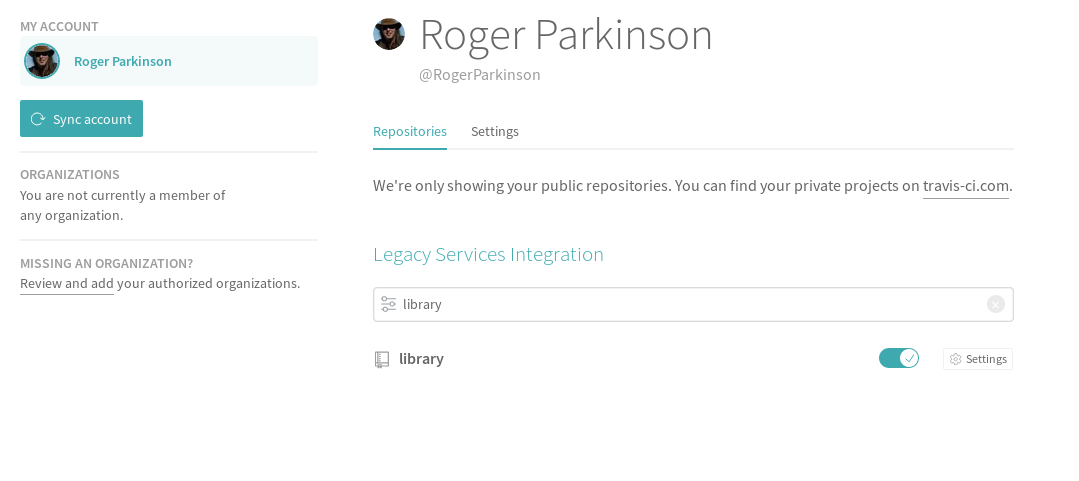 MY ACCOUNT
Roger Parkinson
Sync account
ORGANIZATIONS
You are not currently a member of
any organization.
MISSING AN ORGANIZATION?
Review and add your authorized organizations.
Roger Parkinson
@RogerParkinson
Repositories Settings
We're only showing your public repositories. You can find your private projects on travis-ci.com.
Legacy Services Integration
library
library
Settings